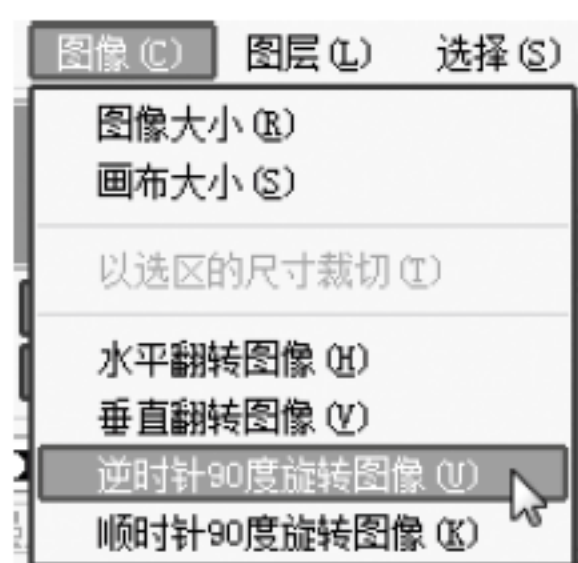 图像(C) 图层(L) 选择(S)
图像大小(R)
画布大小(S)
以选区的尺寸裁切(T)
水平翻转图像(H)
垂直翻转图像(V)
逆时针90度旋转图像(U)
顺时针90度旋转图像(K)